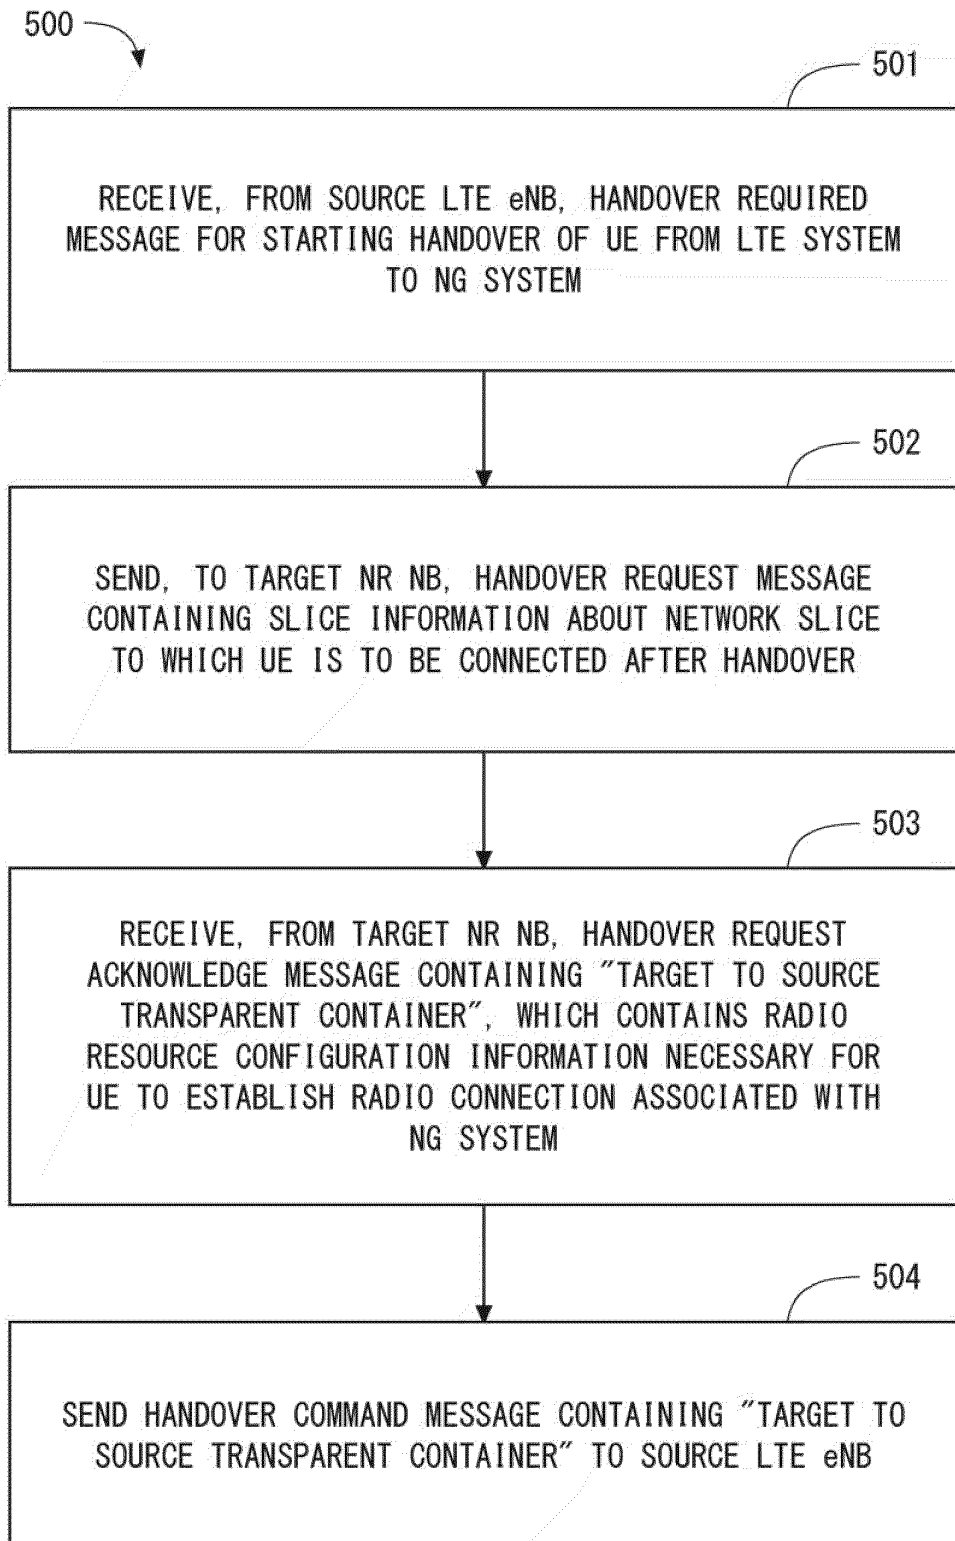 500
501
RECEIVE, FROM SOURCE LTE eNB, HANDOVER REQUIRED
MESSAGE FOR STARTING HANDOVER OF UE FROM LTE SYSTEM
TO NG SYSTEM
502
SEND, TO TARGET NR NB, HANDOVER REQUEST MESSAGE
CONTAINING SLICE INFORMATION ABOUT NETWORK SLICE
TO WHICH UE IS TO BE CONNECTED AFTER HANDOVER
503
RECEIVE, FROM TARGET NR NB, HANDOVER REQUEST
ACKNOWLEDGE MESSAGE CONTAINING "TARGET TO SOURCE
TRANSPARENT CONTAINER", WHICH CONTAINS RADIO
RESOURCE CONFIGURATION INFORMATION NECESSARY FOR
UE TO ESTABLISH RADIO CONNECTION ASSOCIATED WITH
NG SYSTEM
504
SEND HANDOVER COMMAND MESSAGE CONTAINING "TARGET TO
SOURCE TRANSPARENT CONTAINER" TO SOURCE LTE eNB